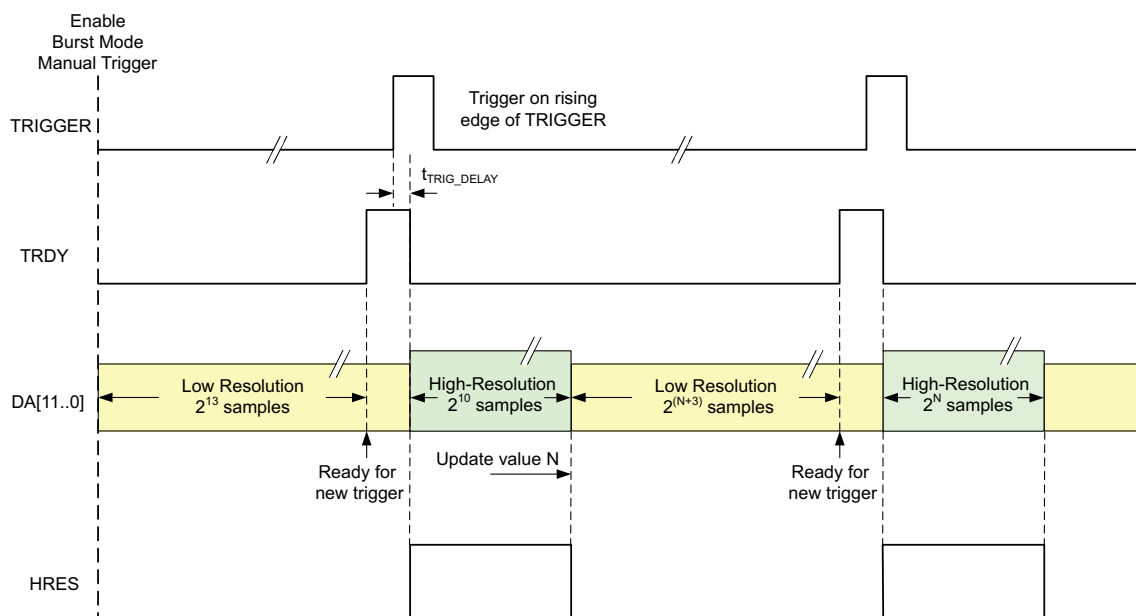 Enable
Burst Mode
Manual Trigger
TRIGGER
Trigger on rising
edge of TRIGGER
tTRIG_DELAY
TRDY
DA[11..0]
Low Resolution
2^13 samples
High-Resolution
2^10 samples
Low Resolution
2^(N+3) samples
High-Resolution
2^N samples
Ready for
new trigger
Update value N
Ready for
new trigger
HRES